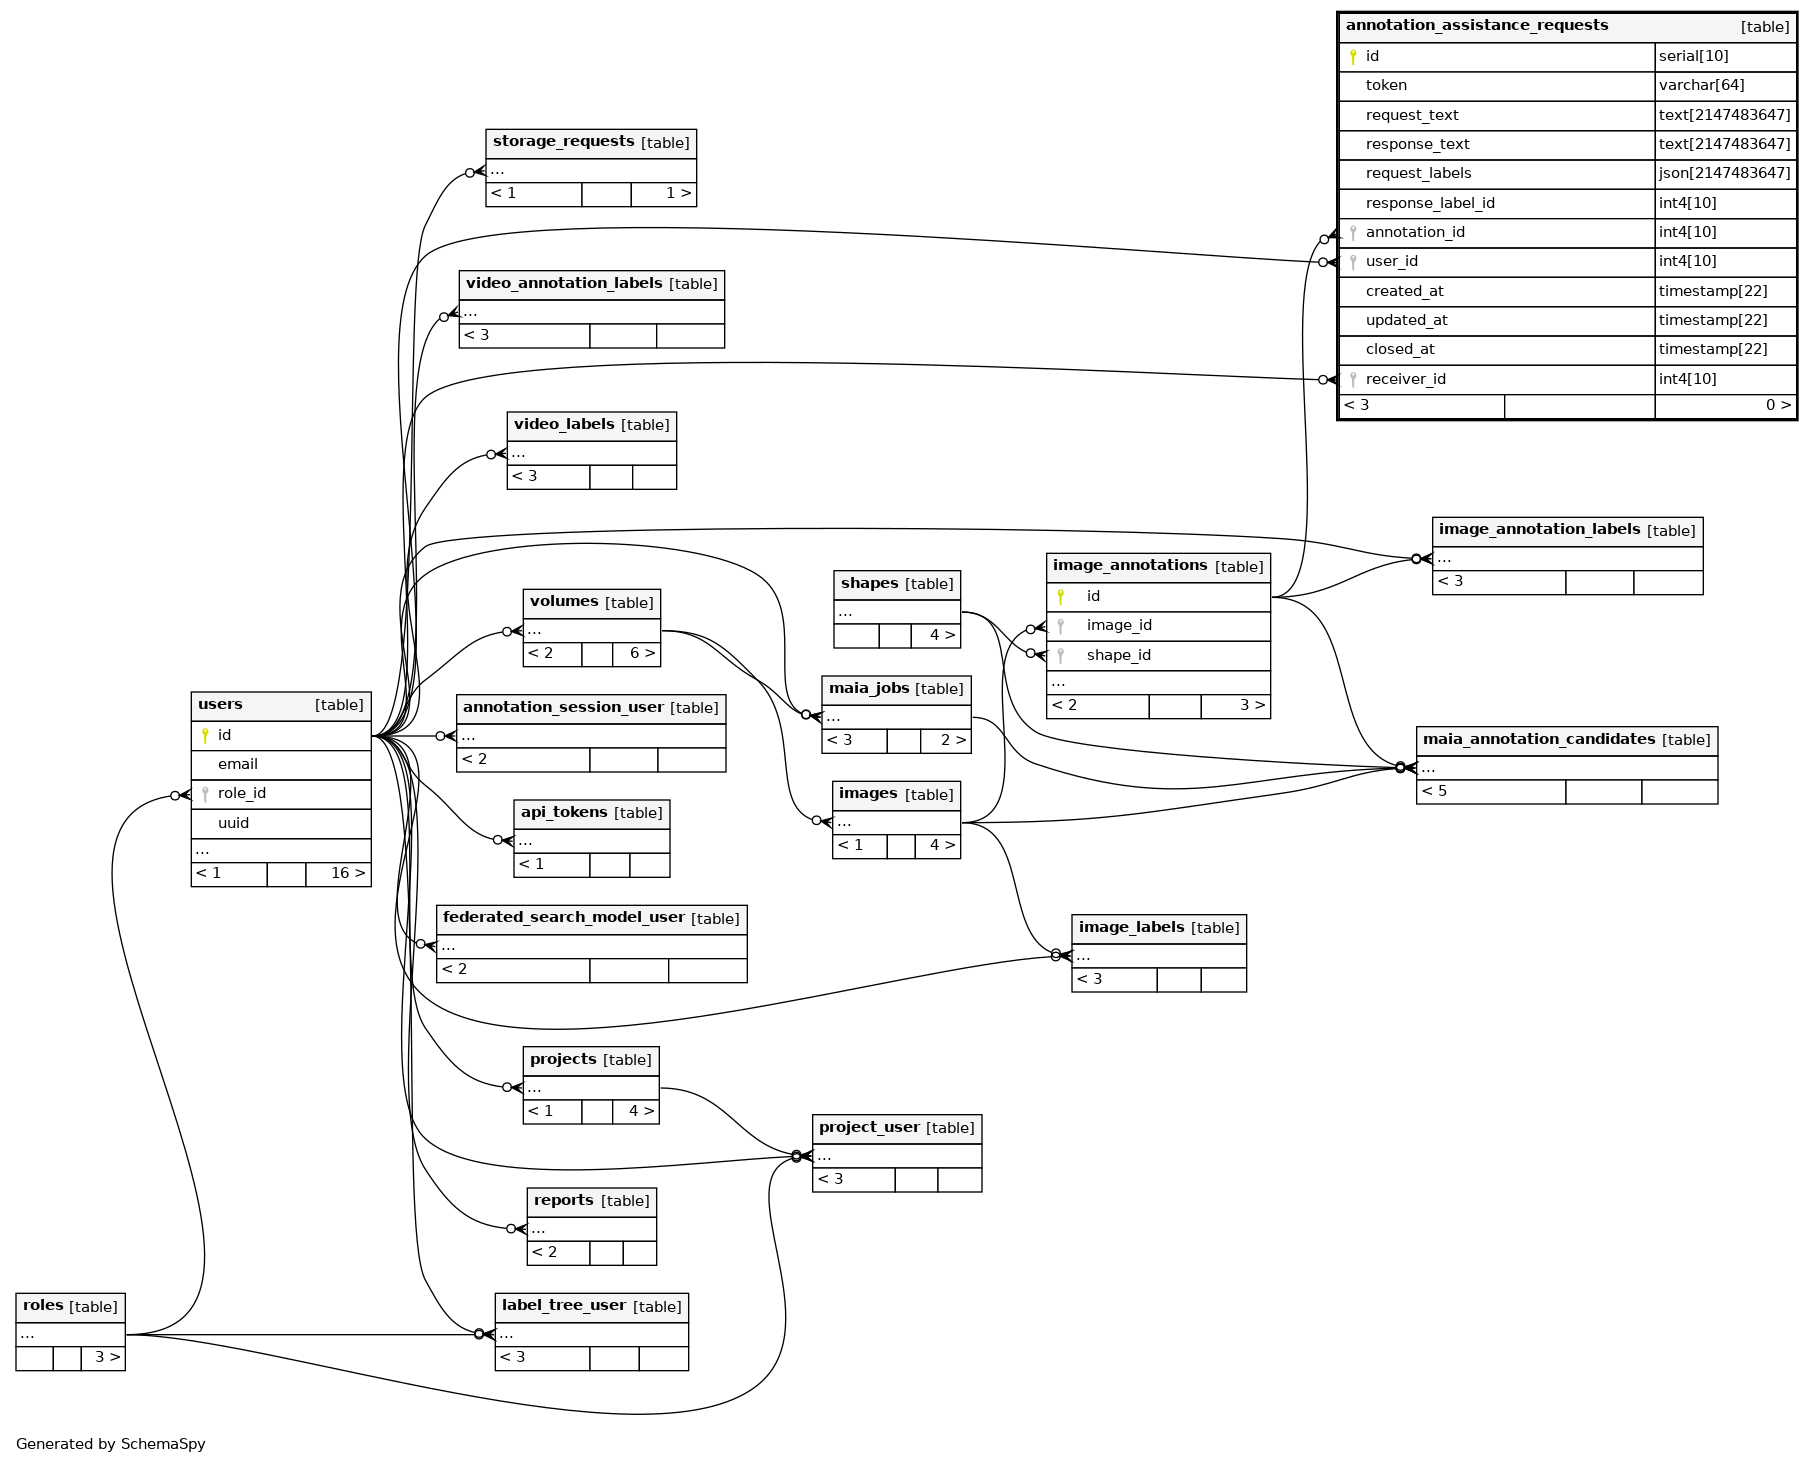 annotation_assistance_requests [table]
id serial[10]
token varchar[64]
request_text text[2147483647]
response_text text[2147483647]
request_labels json[2147483647]
response_label_id int4[10]
annotation_id int4[10]
user_id int4[10]
created_at timestamp[22]
updated_at timestamp[22]
closed_at timestamp[22]
receiver_id int4[10]
< 3 0 >
storage_requests [table]
...
< 1 1 >
video_annotation_labels [table]
...
< 3
video_labels [table]
...
< 3
image_annotation_labels [table]
...
< 3
image_annotations [table]
id
image_id
shape_id
...
< 2 3 >
shapes [table]
...
4 >
volumes [table]
...
< 2 6 >
maia_jobs [table]
...
< 3 2 >
users [table]
id
email
role_id
uuid
...
< 1 16 >
annotation_session_user [table]
...
< 2
maia_annotation_candidates [table]
...
< 5
images [table]
...
< 1 4 >
api_tokens [table]
...
< 1
federated_search_model_user [table]
...
< 2
image_labels [table]
...
< 3
projects [table]
...
< 1 4 >
project_user [table]
...
< 3
reports [table]
...
< 2
roles [table]
...
3 >
label_tree_user [table]
...
< 3
Generated by SchemaSpy